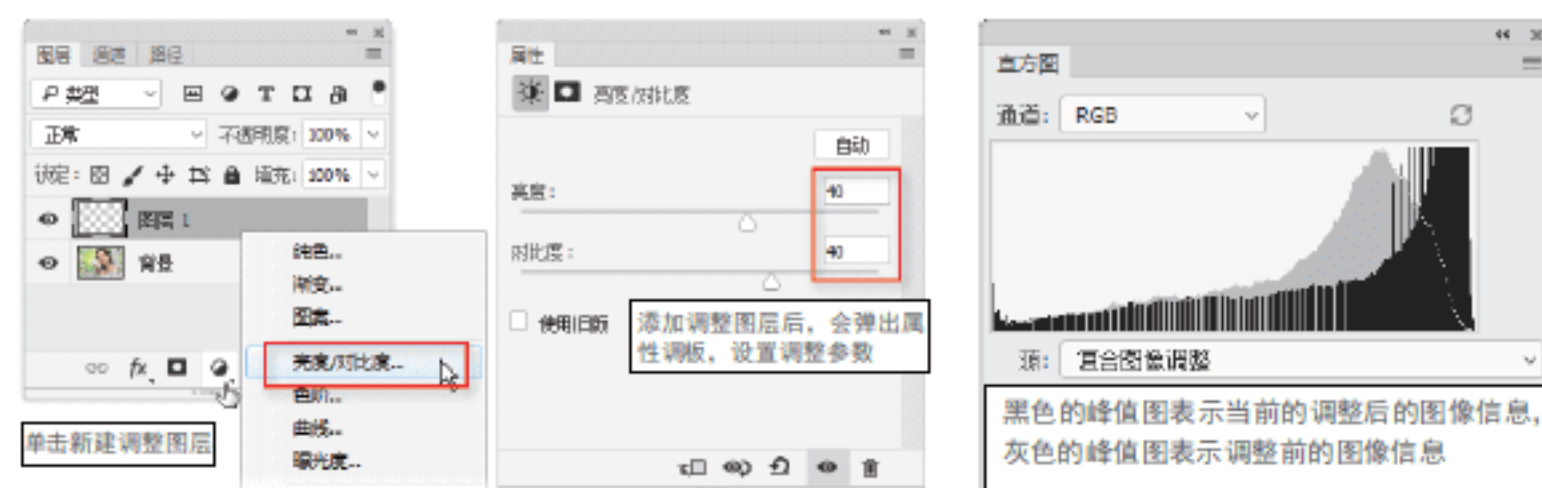 图层 通道 路径
类型
正常 不透明度: 100%
锁定: 填充: 100%
图层 1
背景
纯色...
渐变...
图案...
亮度/对比度...
色阶...
曲线...
曝光度...
fx
单击新建调整图层
属性
亮度/对比度
自动
亮度: 40
对比度: 40
使用旧版
添加调整图层后，会弹出属
性调板，设置调整参数
直方图
通道: RGB
源: 复合图像调整
黑色的峰值图表示当前的调整后的图像信息，
灰色的峰值图表示调整前的图像信息